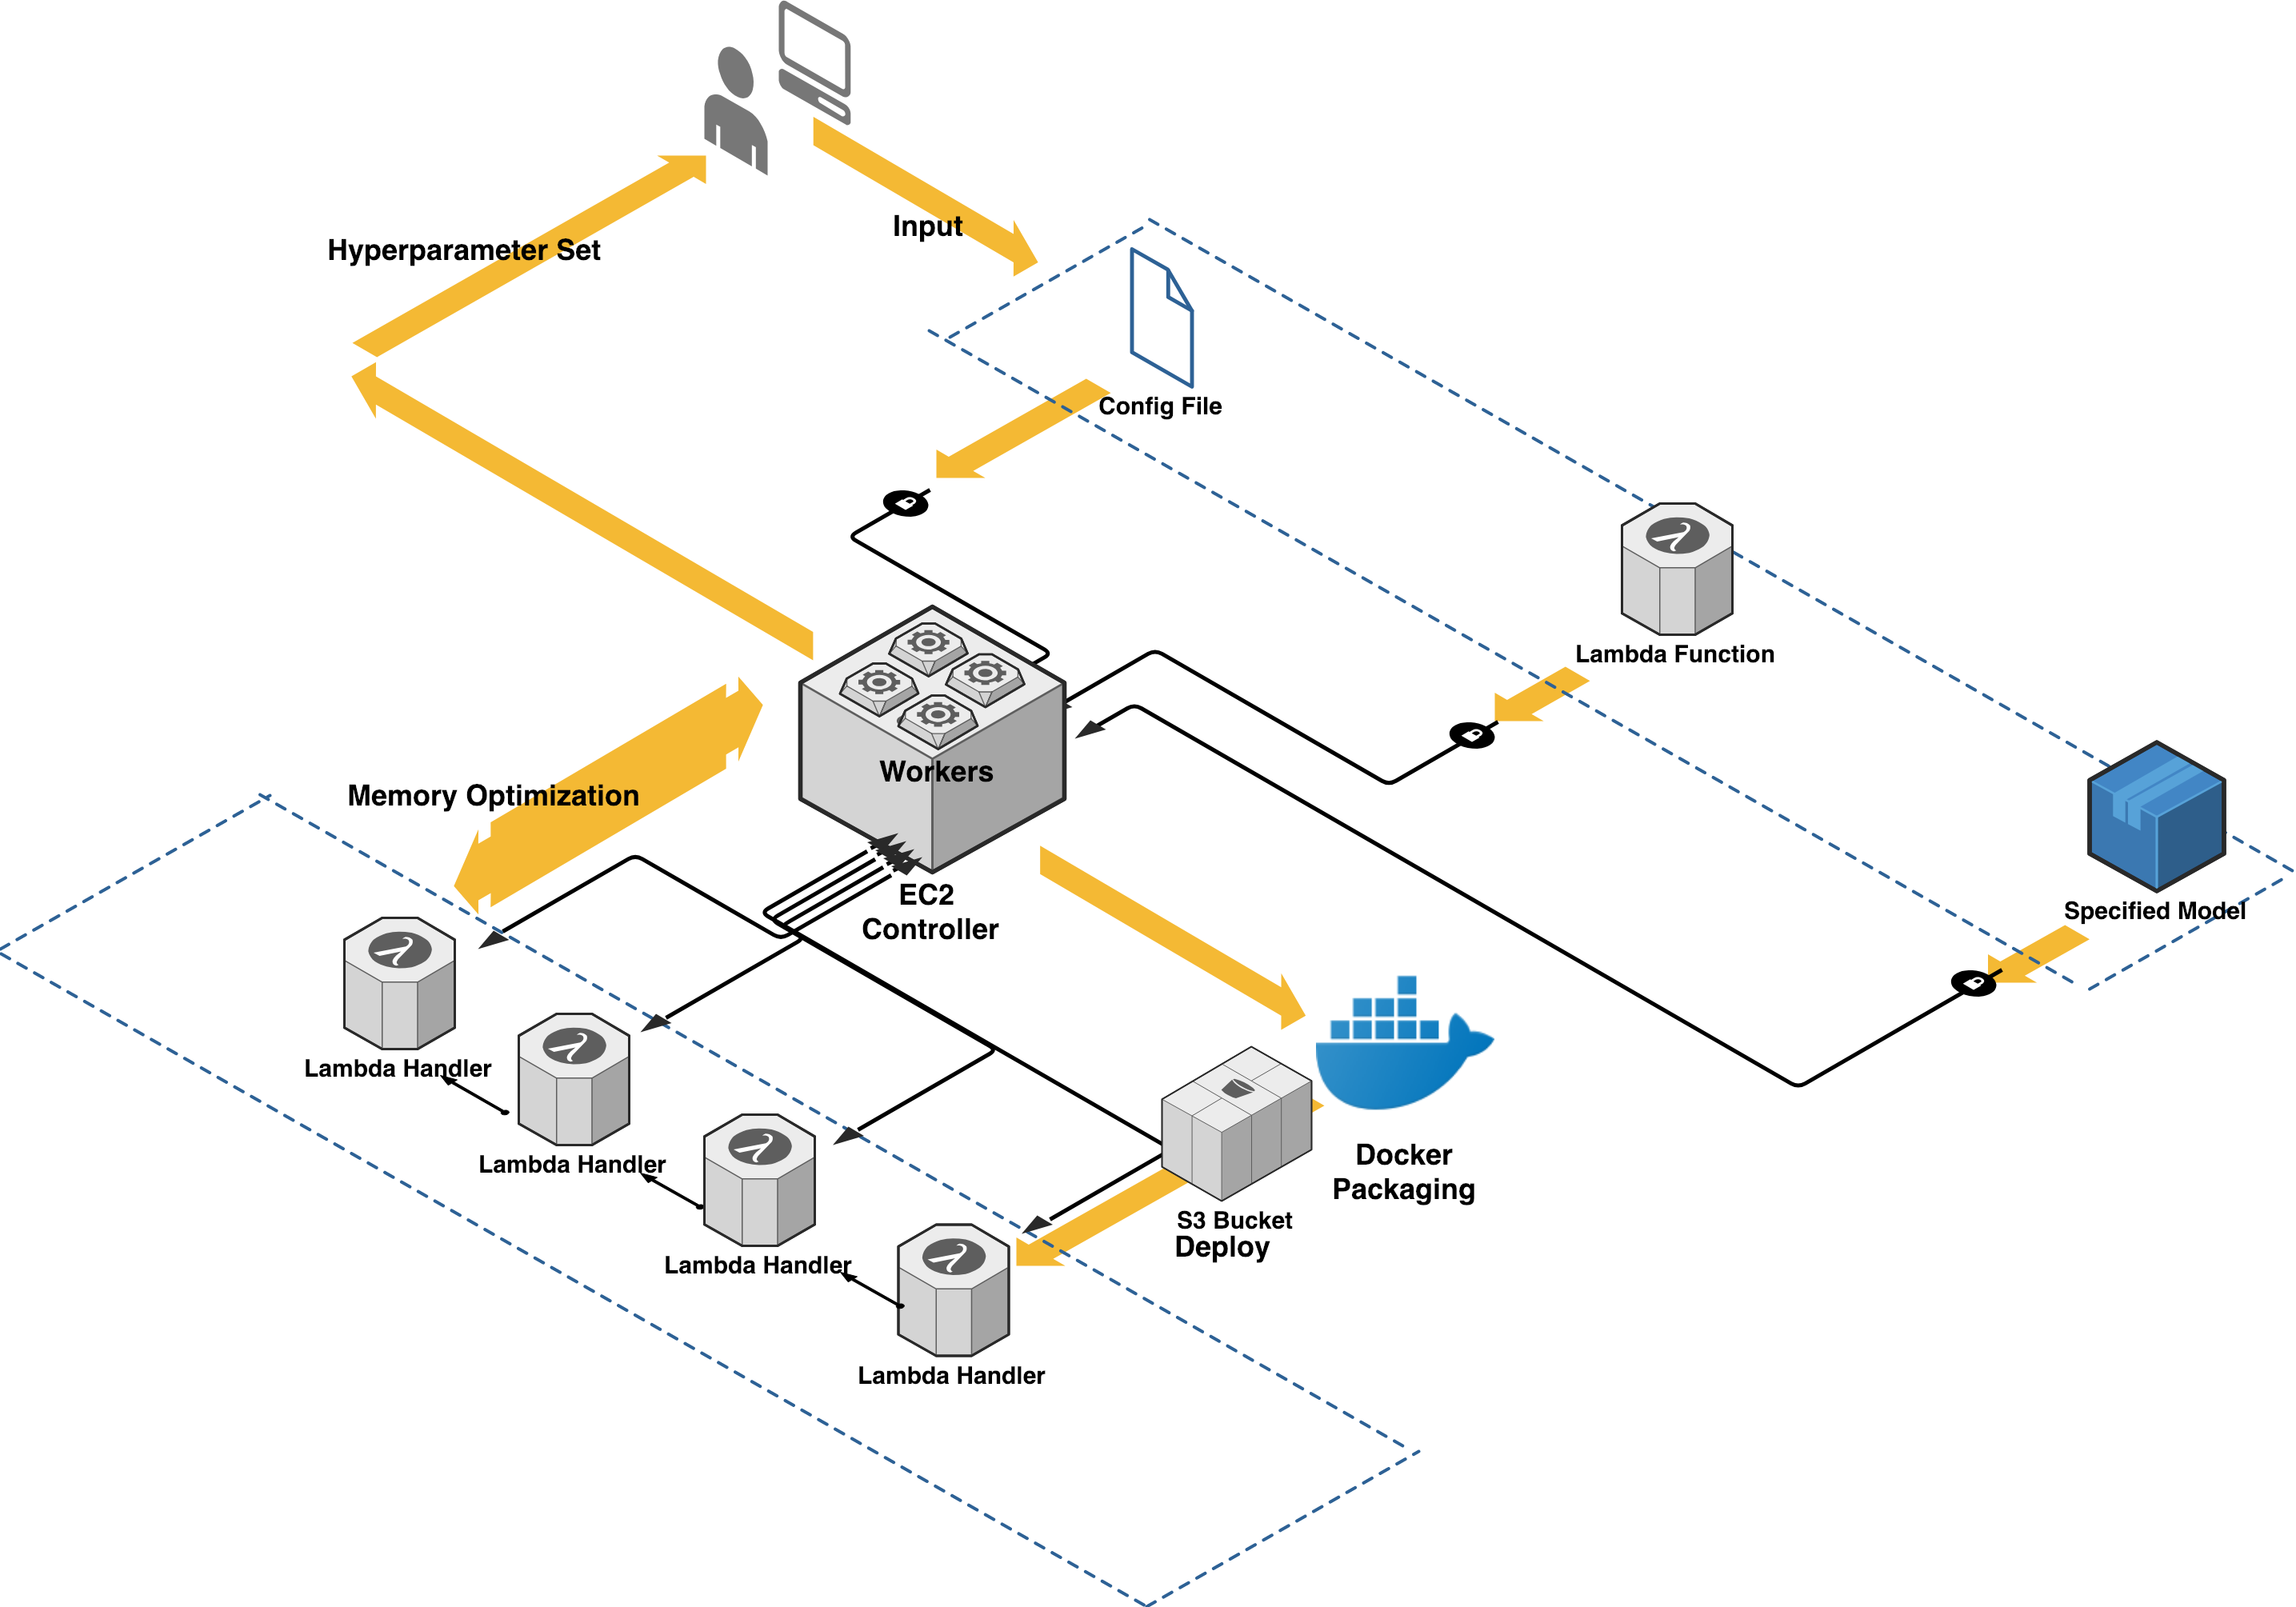 Input
Hyperparameter Set
Config File
Lambda Function
Workers
Memory Optimization
EC2
Controller
Specified Model
Lambda Handler
Docker
Packaging
Lambda Handler
S3 Bucket
Deploy
Lambda Handler
Lambda Handler